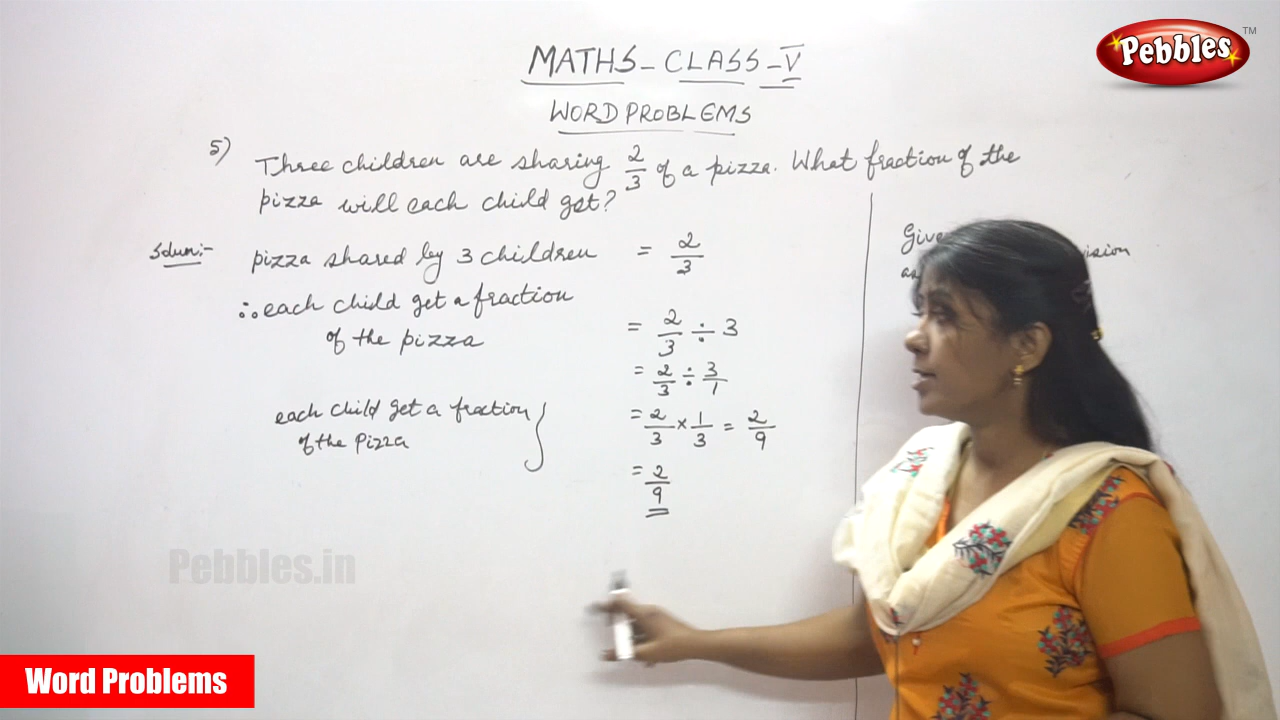 Pebbles™
MATHS - CLASS - V
WORD PROBLEMS
5) Three children are sharing 2/3 of a pizza. What fraction of the
pizza will each child get?
Soln:- pizza shared by 3 children = 2/3
∴ each child get a fraction
of the pizza = 2/3 ÷ 3
= 2/3 ÷ 3/1
each child get a fraction
of the Pizza } = 2/3 × 1/3 = 2/9
= 2/9
Given
Pebbles.in
Word Problems